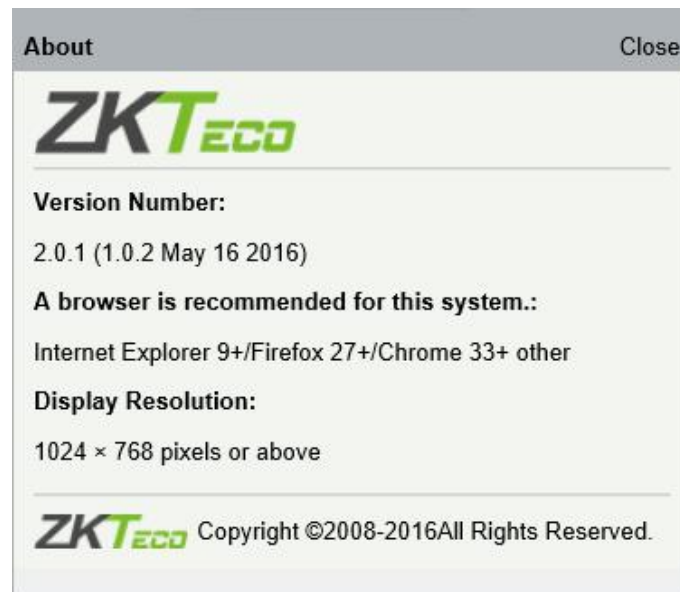 About Close
ZKTECO
Version Number:
2.0.1 (1.0.2 May 16 2016)
A browser is recommended for this system.:
Internet Explorer 9+/Firefox 27+/Chrome 33+ other
Display Resolution:
1024 × 768 pixels or above
ZKTECO Copyright ©2008-2016All Rights Reserved.